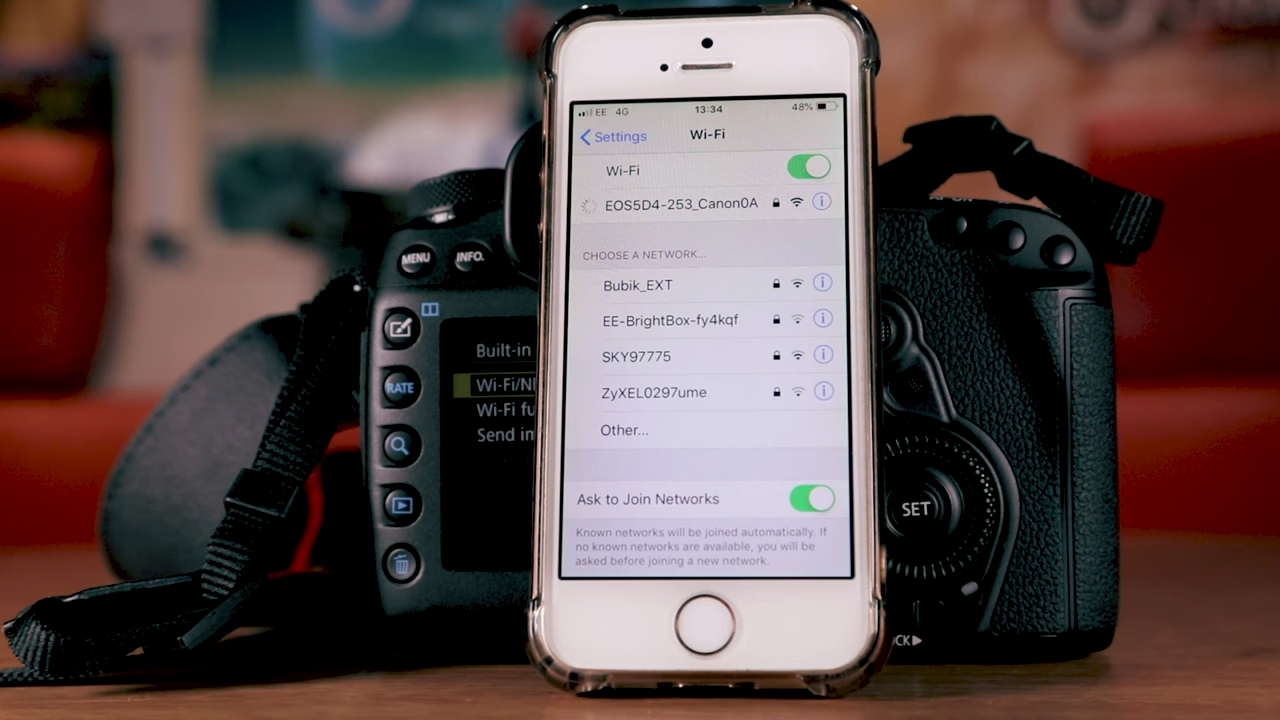 EE 4G 13:34 48%
Settings Wi-Fi
Wi-Fi
EOS5D4-253_Canon0A
CHOOSE A NETWORK...
Bubik_EXT
EE-BrightBox-fy4kqf
SKY97775
ZyXEL0297ume
Other...
Ask to Join Networks
Known networks will be joined automatically. If
no known networks are available, you will be
asked before joining a new network.
MENU INFO.
RATE
Built-in
Wi-Fi/N
Wi-Fi fu
Send in
SET